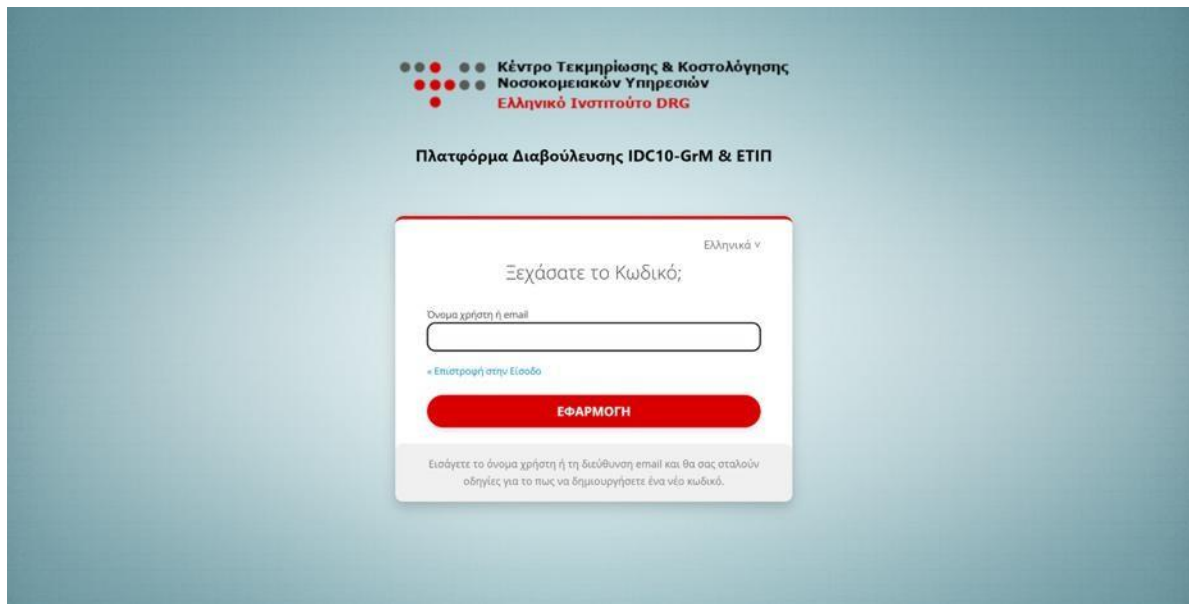 Κέντρο Τεκμηρίωσης & Κοστολόγησης
Νοσοκομειακών Υπηρεσιών
Ελληνικό Ινστιτούτο DRG
Πλατφόρμα Διαβούλευσης IDC10-GrM & ΕΤΙΠ
Ελληνικά ˅
Ξεχάσατε το Κωδικό;
Όνομα χρήστη ή email
« Επιστροφή στην Είσοδο
ΕΦΑΡΜΟΓΗ
Εισάγετε το όνομα χρήστη ή τη διεύθυνση email και θα σας σταλούν
οδηγίες για το πως να δημιουργήσετε ένα νέο κωδικό.